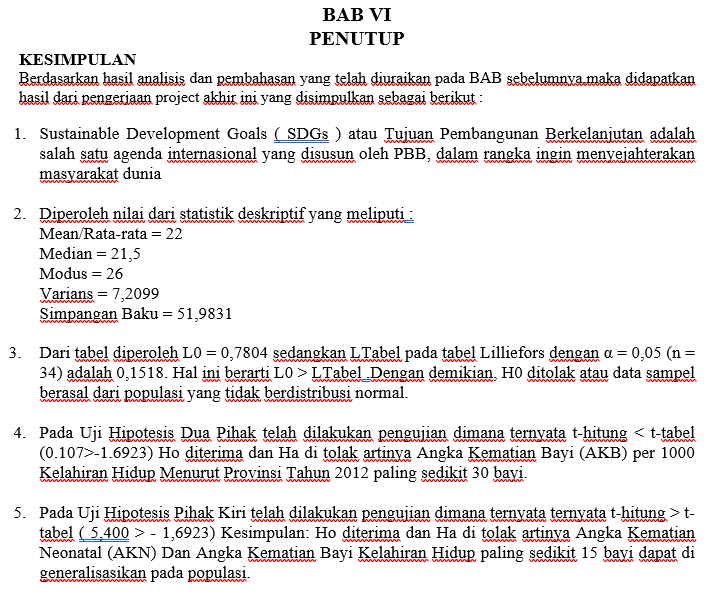 BAB VI
PENUTUP
KESIMPULAN
Berdasarkan hasil analisis dan pembahasan yang telah diuraikan pada BAB sebelumnya,maka didapatkan
hasil dari pengerjaan project akhir ini yang disimpulkan sebagai berikut :
1. Sustainable Development Goals ( SDGs ) atau Tujuan Pembangunan Berkelanjutan adalah
salah satu agenda internasional yang disusun oleh PBB, dalam rangka ingin menyejahterakan
masyarakat dunia
2. Diperoleh nilai dari statistik deskriptif yang meliputi :
Mean/Rata-rata = 22
Median = 21,5
Modus = 26
Varians = 7,2099
Simpangan Baku = 51,9831
3. Dari tabel diperoleh L0 = 0,7804 sedangkan LTabel pada tabel Lilliefors dengan α = 0,05 (n =
34) adalah 0,1518. Hal ini berarti L0 > LTabel .Dengan demikian, H0 ditolak atau data sampel
berasal dari populasi yang tidak berdistribusi normal.
4. Pada Uji Hipotesis Dua Pihak telah dilakukan pengujian dimana ternyata t-hitung < t-tabel
(0.107>-1.6923) Ho diterima dan Ha di tolak artinya Angka Kematian Bayi (AKB) per 1000
Kelahiran Hidup Menurut Provinsi Tahun 2012 paling sedikit 30 bayi.
5. Pada Uji Hipotesis Pihak Kiri telah dilakukan pengujian dimana ternyata ternyata t-hitung > t-
tabel ( 5,400 > - 1,6923) Kesimpulan: Ho diterima dan Ha di tolak artinya Angka Kematian
Neonatal (AKN) Dan Angka Kematian Bayi Kelahiran Hidup paling sedikit 15 bayi dapat di
generalisasikan pada populasi.